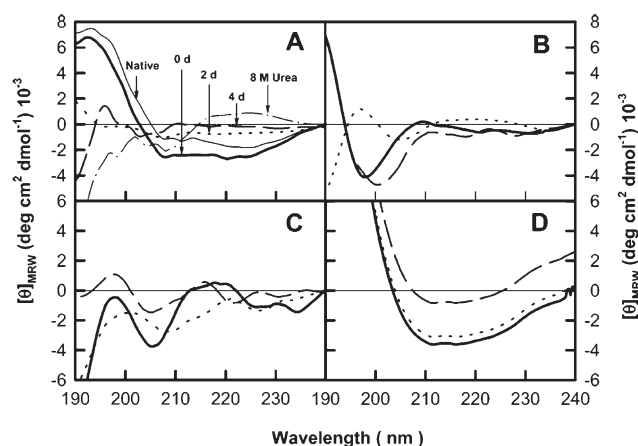 8 8
A B
6 6
Native 0 d 2 d 4 d 8 M Urea
4 4
2 2
0 0
-2 -2
-4 -4
6
C D
4 4
2 2
0 0
-2 -2
-4 -4
-6 -6
190 200 210 220 230 190 200 210 220 230 240
[θ]MRW (deg cm² dmol⁻¹) 10⁻³
[θ]MRW (deg cm² dmol⁻¹) 10⁻³
Wavelength ( nm )